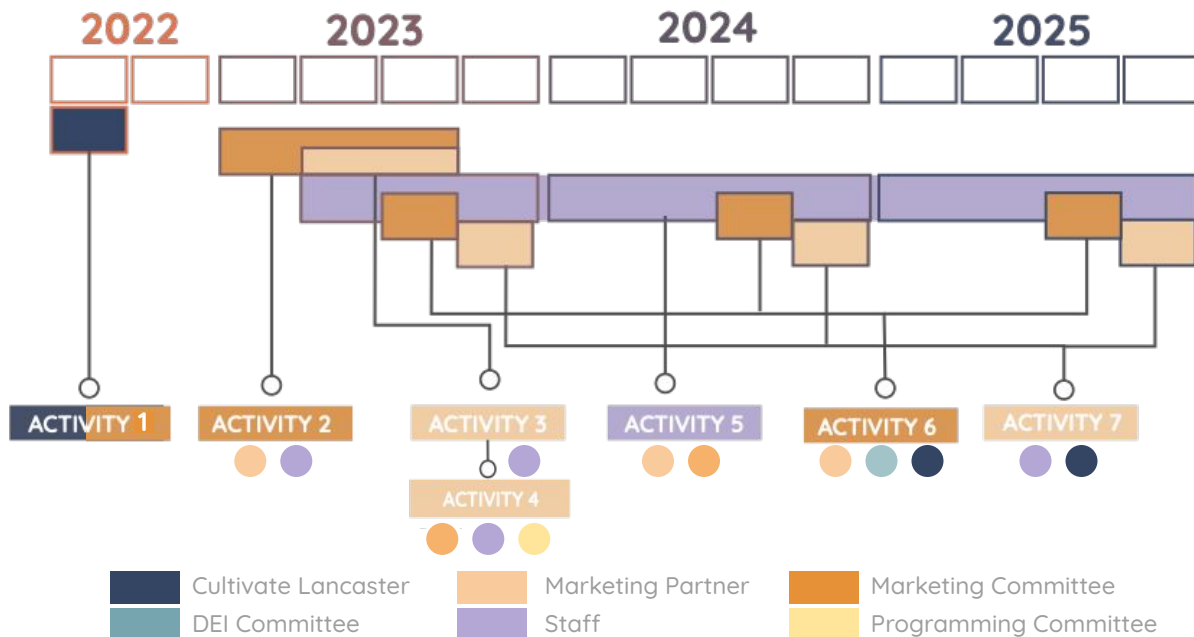 2022 2023 2024 2025
ACTIVITY 1 ACTIVITY 2 ACTIVITY 3 ACTIVITY 5 ACTIVITY 6 ACTIVITY 7
ACTIVITY 4
Cultivate Lancaster Marketing Partner Marketing Committee
DEI Committee Staff Programming Committee